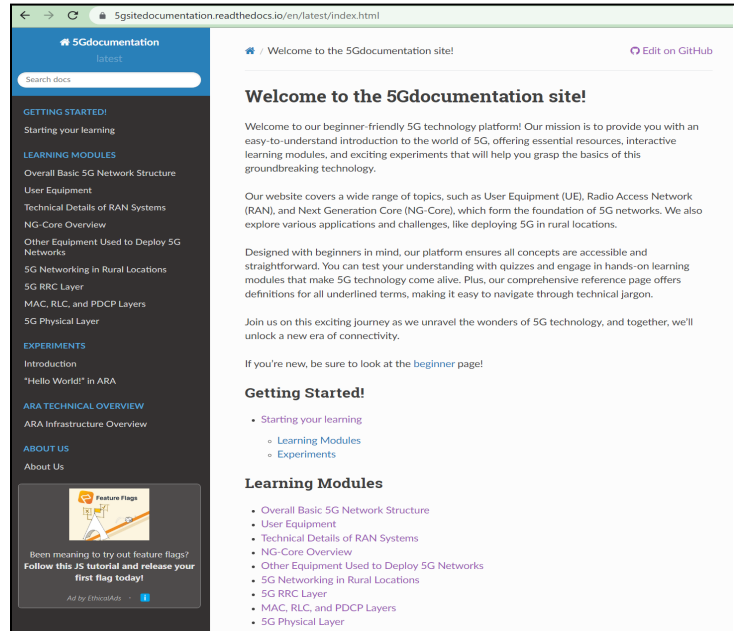 5gsitedocumentation.readthedocs.io/en/latest/index.html
5Gdocumentation
latest
Search docs
GETTING STARTED!
Starting your learning
LEARNING MODULES
Overall Basic 5G Network Structure
User Equipment
Technical Details of RAN Systems
NG-Core Overview
Other Equipment Used to Deploy 5G
Networks
5G Networking in Rural Locations
5G RRC Layer
MAC, RLC, and PDCP Layers
5G Physical Layer
EXPERIMENTS
Introduction
"Hello World!" in ARA
ARA TECHNICAL OVERVIEW
ARA Infrastructure Overview
ABOUT US
About Us
Feature Flags
Been meaning to try out feature flags?
Follow this JS tutorial and release your
first flag today!
Ad by EthicalAds · i
/ Welcome to the 5Gdocumentation site!
Edit on GitHub
Welcome to the 5Gdocumentation site!
Welcome to our beginner-friendly 5G technology platform! Our mission is to provide you with an
easy-to-understand introduction to the world of 5G, offering essential resources, interactive
learning modules, and exciting experiments that will help you grasp the basics of this
groundbreaking technology.
Our website covers a wide range of topics, such as User Equipment (UE), Radio Access Network
(RAN), and Next Generation Core (NG-Core), which form the foundation of 5G networks. We also
explore various applications and challenges, like deploying 5G in rural locations.
Designed with beginners in mind, our platform ensures all concepts are accessible and
straightforward. You can test your understanding with quizzes and engage in hands-on learning
modules that make 5G technology come alive. Plus, our comprehensive reference page offers
definitions for all underlined terms, making it easy to navigate through technical jargon.
Join us on this exciting journey as we unravel the wonders of 5G technology, and together, we'll
unlock a new era of connectivity.
If you're new, be sure to look at the beginner page!
Getting Started!
• Starting your learning
◦ Learning Modules
◦ Experiments
Learning Modules
• Overall Basic 5G Network Structure
• User Equipment
• Technical Details of RAN Systems
• NG-Core Overview
• Other Equipment Used to Deploy 5G Networks
• 5G Networking in Rural Locations
• 5G RRC Layer
• MAC, RLC, and PDCP Layers
• 5G Physical Layer